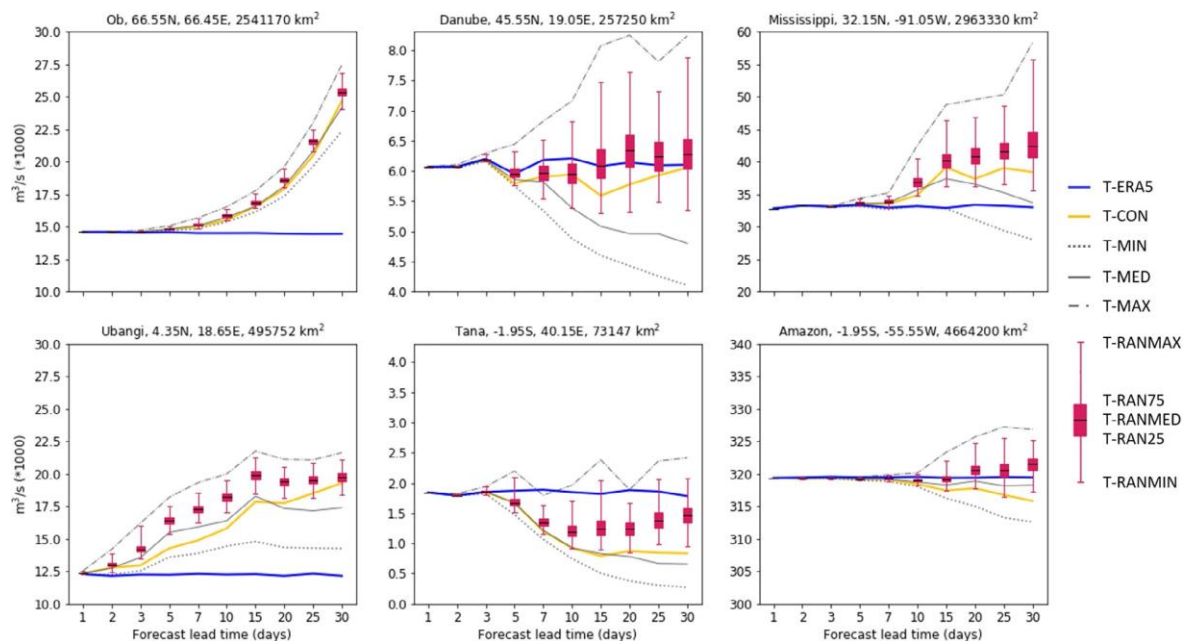 Ob, 66.55N, 66.45E, 2541170 km²
Danube, 45.55N, 19.05E, 257250 km²
Mississippi, 32.15N, -91.05W, 2963330 km²
m³/s (*1000)
30.0
27.5
25.0
22.5
20.0
17.5
15.0
12.5
10.0
8.0
7.5
7.0
6.5
6.0
5.5
5.0
4.5
4.0
60
55
50
45
40
35
30
25
20
T-ERA5
T-CON
T-MIN
T-MED
T-MAX
T-RANMAX
T-RAN75
T-RANMED
T-RAN25
T-RANMIN
Ubangi, 4.35N, 18.65E, 495752 km²
Tana, -1.95S, 40.15E, 73147 km²
Amazon, -1.95S, -55.55W, 4664200 km²
m³/s (*1000)
30.0
27.5
25.0
22.5
20.0
17.5
15.0
12.5
10.0
4.0
3.5
3.0
2.5
2.0
1.5
1.0
0.5
0.0
340
335
330
325
320
315
310
305
300
1 2 3 5 7 10 15 20 25 30
1 2 3 5 7 10 15 20 25 30
1 2 3 5 7 10 15 20 25 30
Forecast lead time (days)
Forecast lead time (days)
Forecast lead time (days)